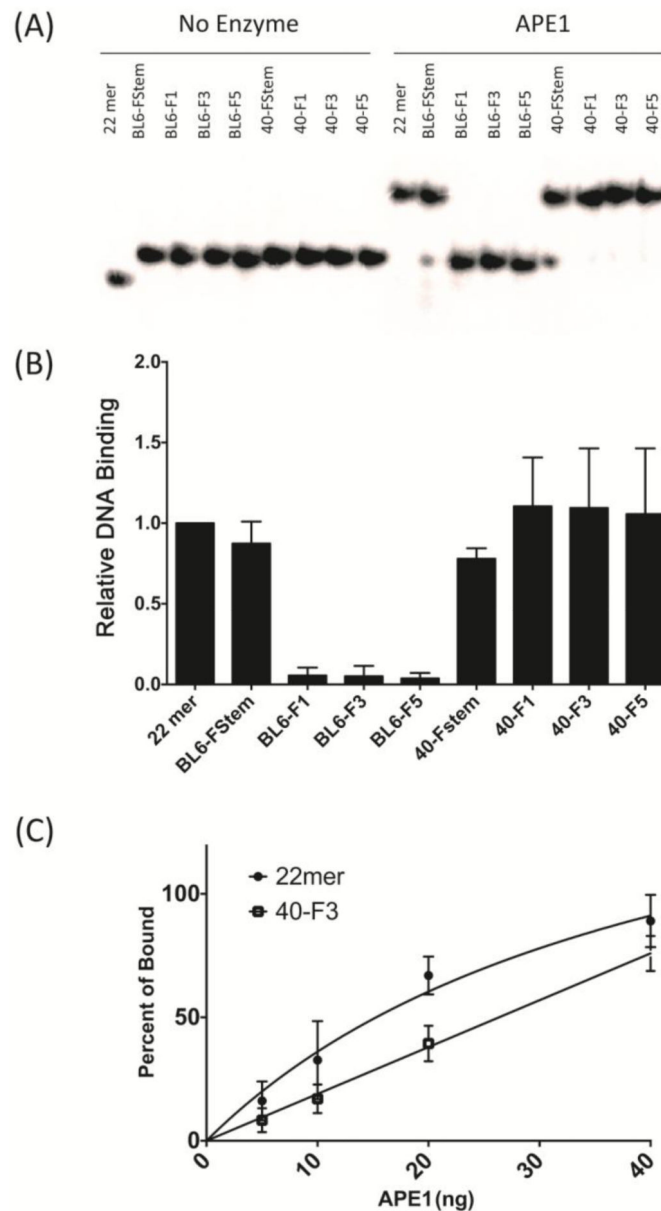 (A)
No Enzyme
APE1
22 mer
BL6-FStem
BL6-F1
BL6-F3
BL6-F5
40-FStem
40-F1
40-F3
40-F5
22 mer
BL6-FStem
BL6-F1
BL6-F3
BL6-F5
40-FStem
40-F1
40-F3
40-F5
(B)
Relative DNA Binding
2.0
1.5
1.0
0.5
0.0
22 mer
BL6-FStem
BL6-F1
BL6-F3
BL6-F5
40-Fstem
40-F1
40-F3
40-F5
(C)
22mer
40-F3
Percent of Bound
100
50
0
0
10
20
30
40
APE1(ng)